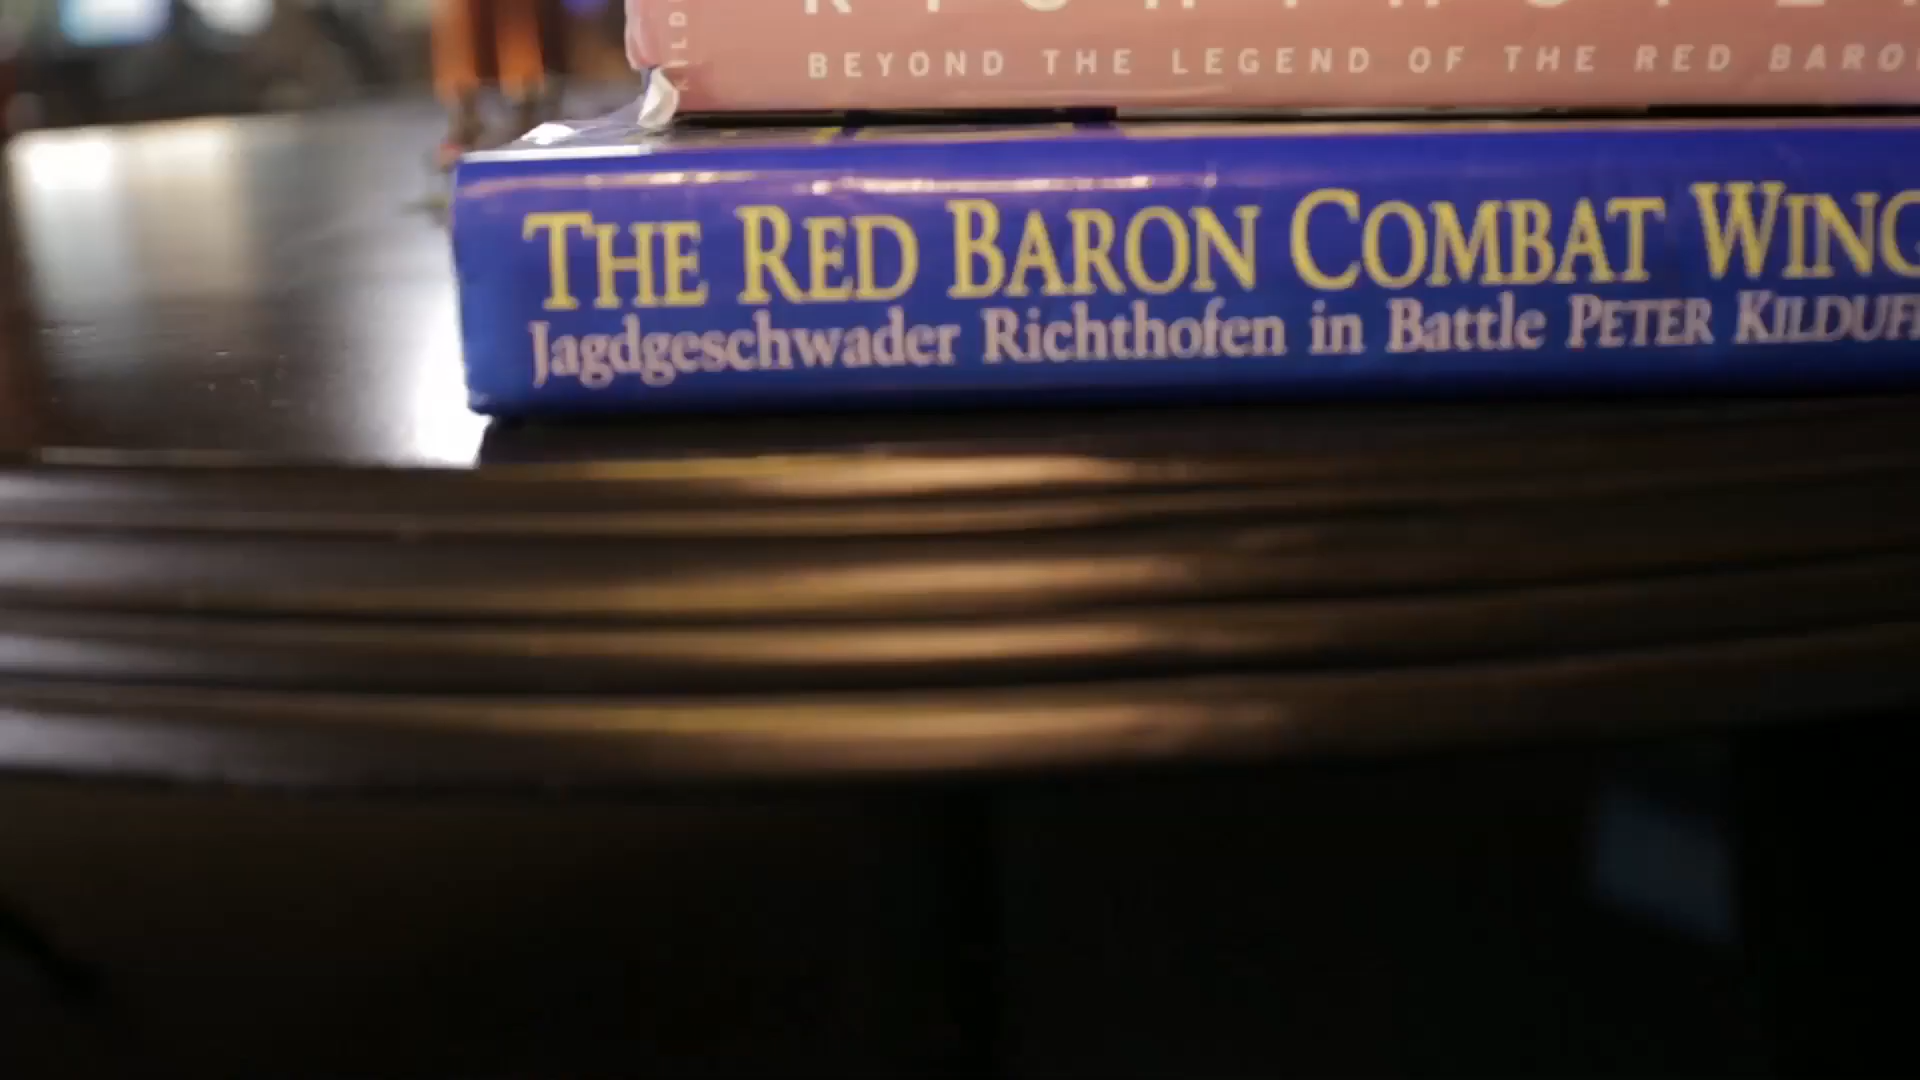 BEYOND THE LEGEND OF THE RED BARO
THE RED BARON COMBAT WING
Jagdgeschwader Richthofen in Battle PETER KILDUFF